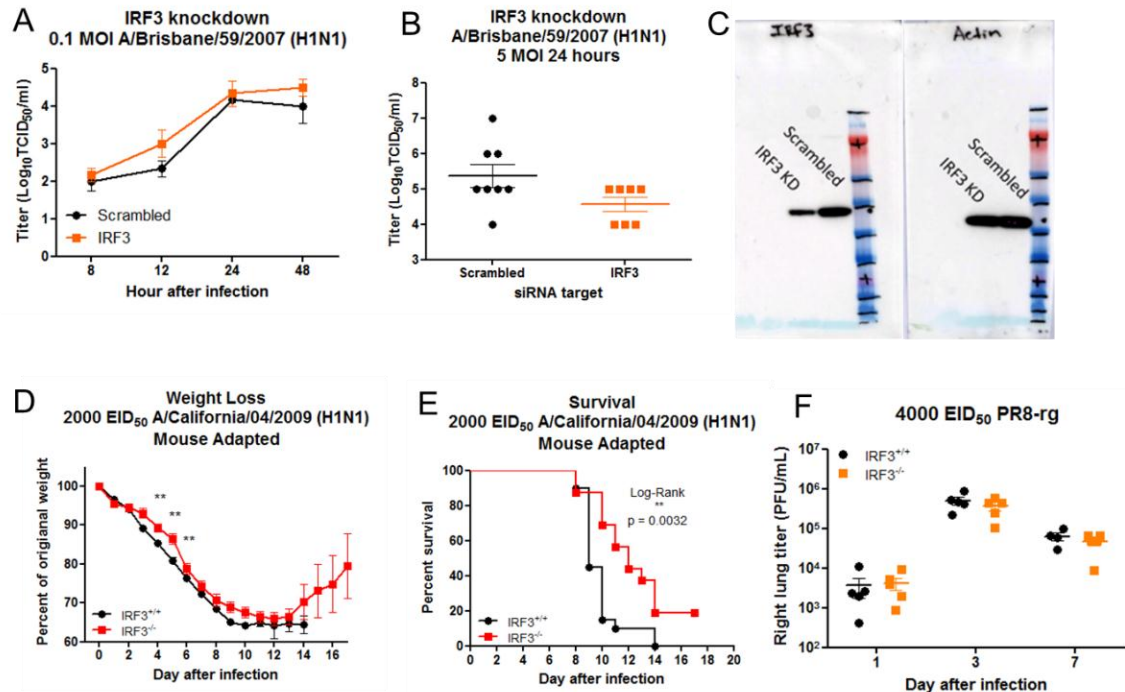 A
IRF3 knockdown
0.1 MOI A/Brisbane/59/2007 (H1N1)
Titer (Log10TCID50/ml)
5
4
3
2
1
0
Scrambled
IRF3
8 12 24 48
Hour after infection
B
IRF3 knockdown
A/Brisbane/59/2007 (H1N1)
5 MOI 24 hours
Titer (Log10TCID50/ml)
8
7
6
5
4
3
Scrambled IRF3
siRNA target
C
IRF3
Actin
IRF3 KD
Scrambled
IRF3 KD
Scrambled
D
Weight Loss
2000 EID50 A/California/04/2009 (H1N1)
Mouse Adapted
Percent of origianal weight
100
90
80
70
60
**
**
**
IRF3+/+
IRF3-/-
0 2 4 6 8 10 12 14 16
Day after infection
E
Survival
2000 EID50 A/California/04/2009 (H1N1)
Mouse Adapted
Percent survival
100
80
60
40
20
0
Log-Rank
**
p = 0.0032
IRF3+/+
IRF3-/-
0 2 4 6 8 10 12 14 16 18 20
Day after infection
F
4000 EID50 PR8-rg
Right lung titer (PFU/mL)
10^7
10^6
10^5
10^4
10^3
10^2
IRF3+/+
IRF3-/-
1 3 7
Day after infection